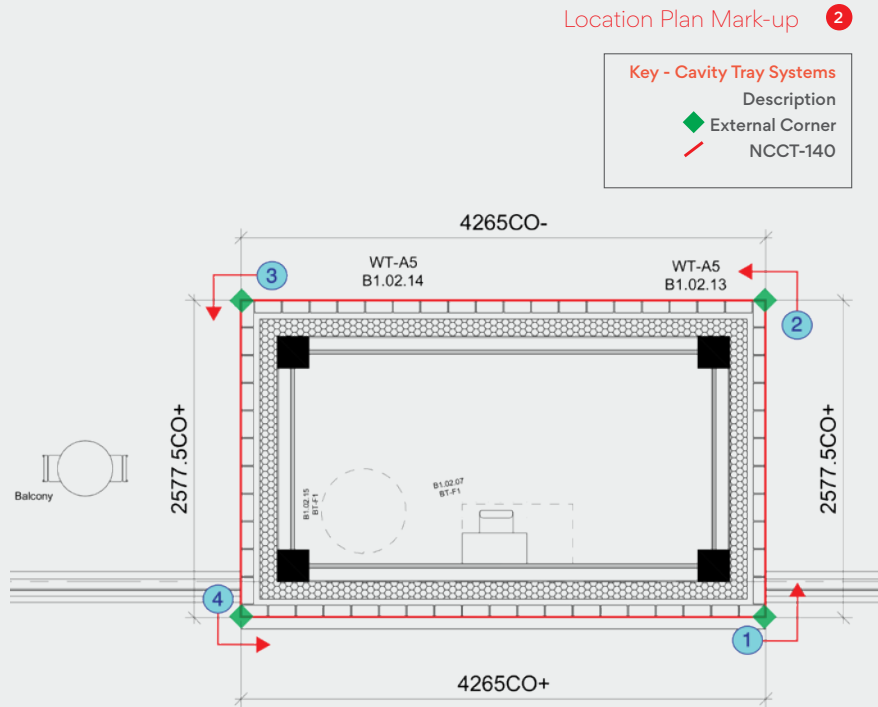 Location Plan Mark-up 2
Key - Cavity Tray Systems
Description
External Corner
NCCT-140
4265CO-
3
WT-A5
B1.02.14
WT-A5
B1.02.13
2
2577.5CO+
2577.5CO+
Balcony
B1.02.15
BT-F1
B1.02.07
BT-F1
4
1
4265CO+